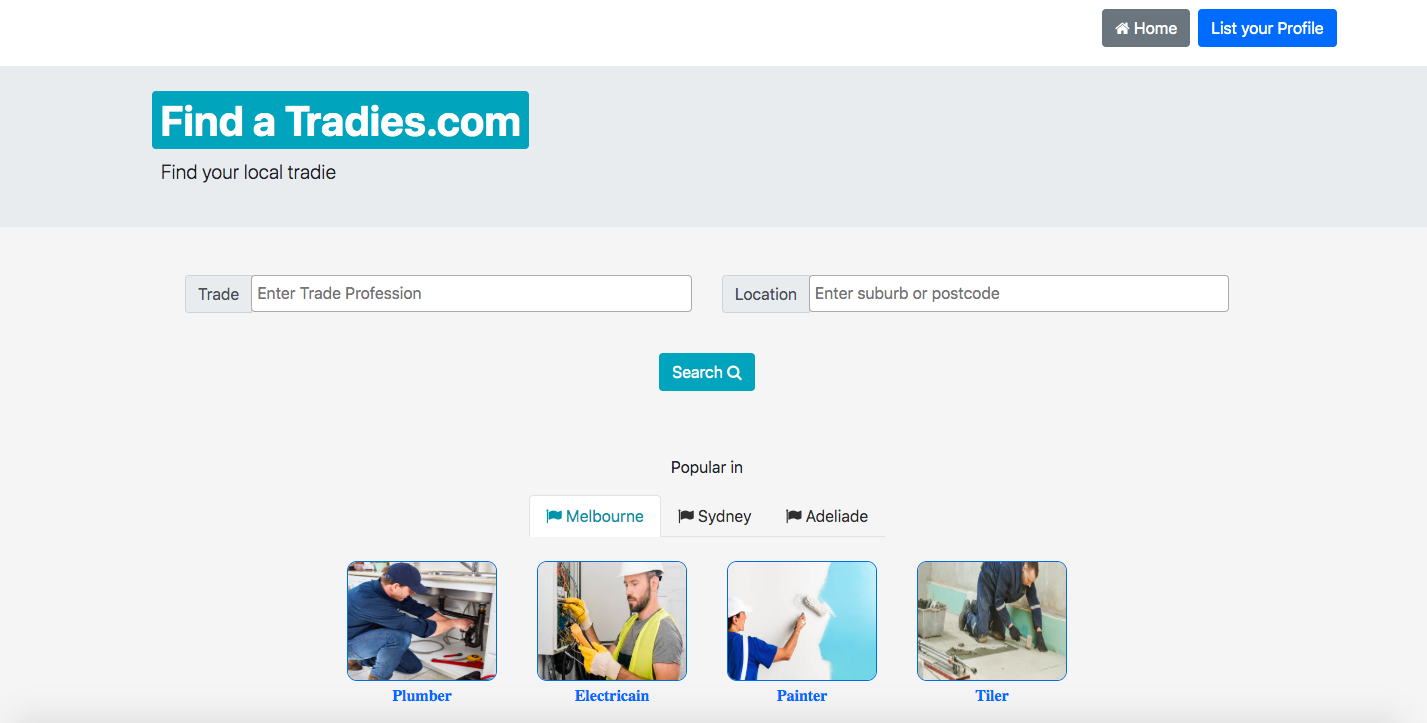 Home
List your Profile
Find a Tradies.com
Find your local tradie
Trade
Enter Trade Profession
Location
Enter suburb or postcode
Search
Popular in
Melbourne
Sydney
Adeliade
Plumber
Electricain
Painter
Tiler